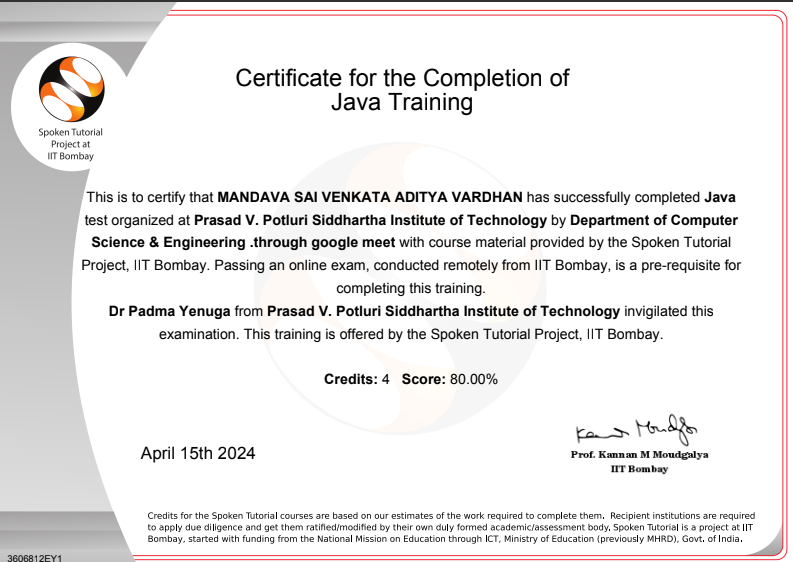 Certificate for the Completion of
Java Training
Spoken Tutorial
Project at
IIT Bombay
This is to certify that MANDAVA SAI VENKATA ADITYA VARDHAN has successfully completed Java
test organized at Prasad V. Potluri Siddhartha Institute of Technology by Department of Computer
Science & Engineering .through google meet with course material provided by the Spoken Tutorial
Project, IIT Bombay. Passing an online exam, conducted remotely from IIT Bombay, is a pre-requisite for
completing this training.
Dr Padma Yenuga from Prasad V. Potluri Siddhartha Institute of Technology invigilated this
examination. This training is offered by the Spoken Tutorial Project, IIT Bombay.
Credits: 4 Score: 80.00%
April 15th 2024
Prof. Kannan M Moudgalya
IIT Bombay
Credits for the Spoken Tutorial courses are based on our estimates of the work required to complete them. Recipient institutions are required
to apply due diligence and get them ratified/modified by their own duly formed academic/assessment body. Spoken Tutorial is a project at IIT
Bombay, started with funding from the National Mission on Education through ICT, Ministry of Education (previously MHRD), Govt. of India.
3606812EY1